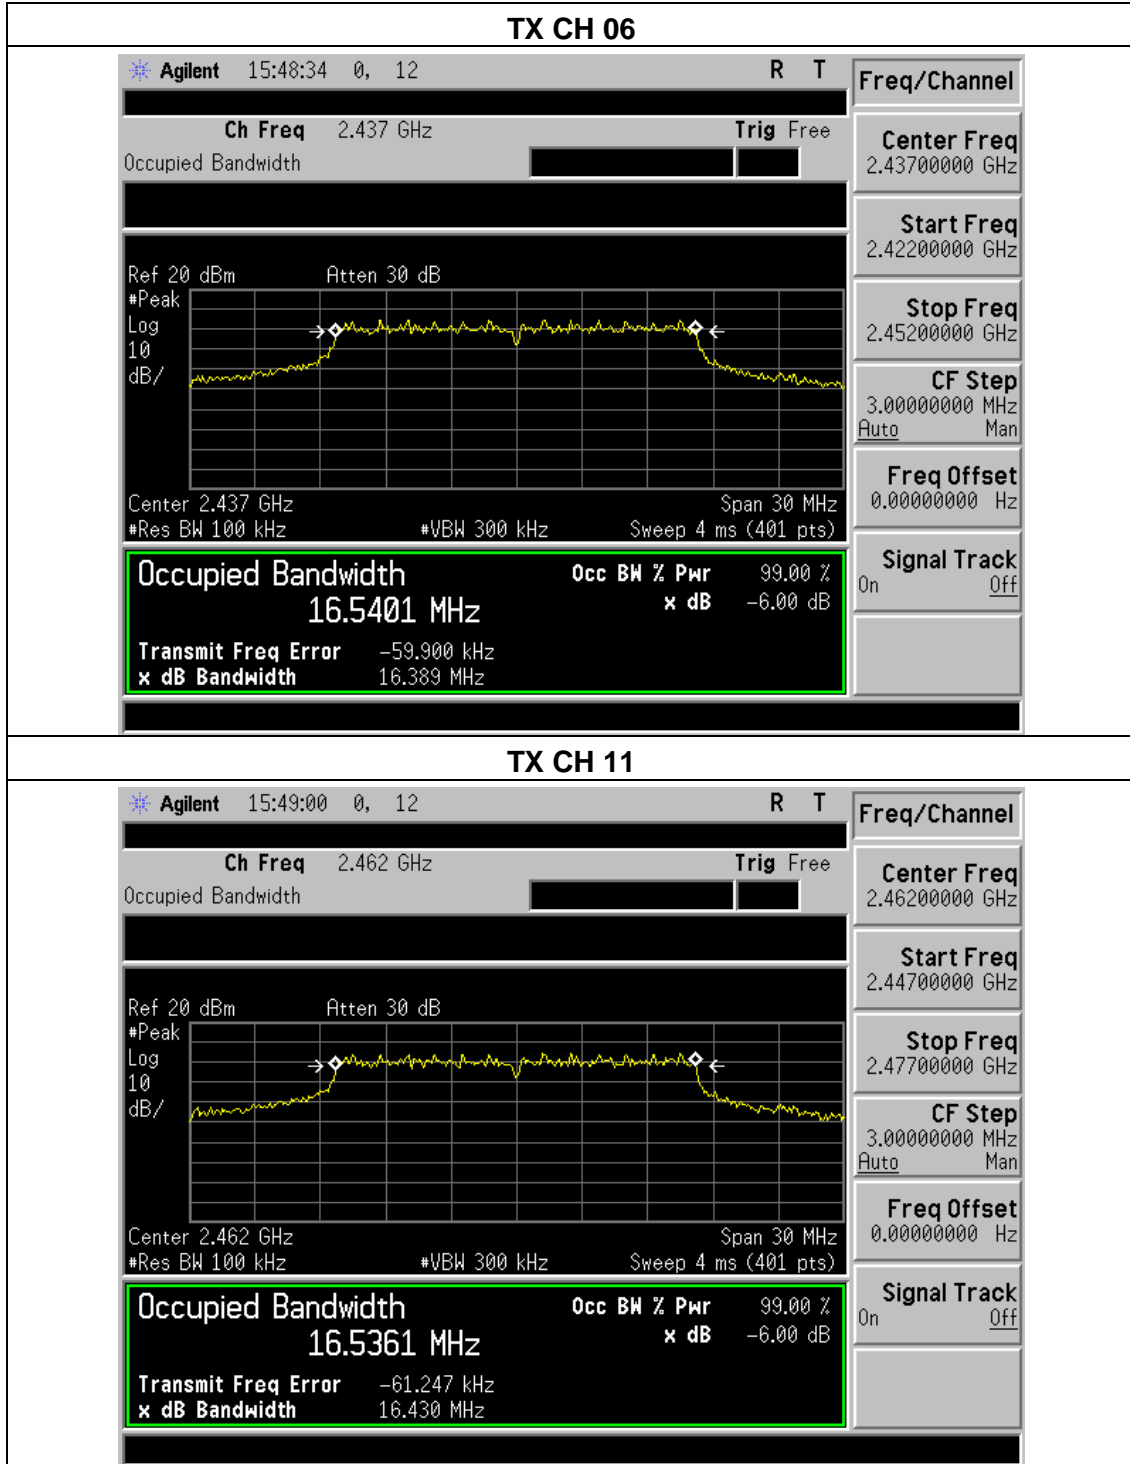 TX CH 06
Agilent 15:48:34 0, 12 R T
Freq/Channel
Ch Freq 2.437 GHz Trig Free
Occupied Bandwidth
Center Freq
2.43700000 GHz
Start Freq
2.42200000 GHz
Ref 20 dBm Atten 30 dB
#Peak
Log
10
dB/
Stop Freq
2.45200000 GHz
CF Step
3.00000000 MHz
Auto Man
Freq Offset
0.00000000 Hz
Center 2.437 GHz Span 30 MHz
#Res BW 100 kHz #VBW 300 kHz Sweep 4 ms (401 pts)
Signal Track
On Off
Occupied Bandwidth Occ BW % Pwr 99.00 %
16.5401 MHz x dB -6.00 dB
Transmit Freq Error -59.900 kHz
x dB Bandwidth 16.389 MHz
TX CH 11
Agilent 15:49:00 0, 12 R T
Freq/Channel
Ch Freq 2.462 GHz Trig Free
Occupied Bandwidth
Center Freq
2.46200000 GHz
Start Freq
2.44700000 GHz
Ref 20 dBm Atten 30 dB
#Peak
Log
10
dB/
Stop Freq
2.47700000 GHz
CF Step
3.00000000 MHz
Auto Man
Freq Offset
0.00000000 Hz
Center 2.462 GHz Span 30 MHz
#Res BW 100 kHz #VBW 300 kHz Sweep 4 ms (401 pts)
Signal Track
On Off
Occupied Bandwidth Occ BW % Pwr 99.00 %
16.5361 MHz x dB -6.00 dB
Transmit Freq Error -61.247 kHz
x dB Bandwidth 16.430 MHz